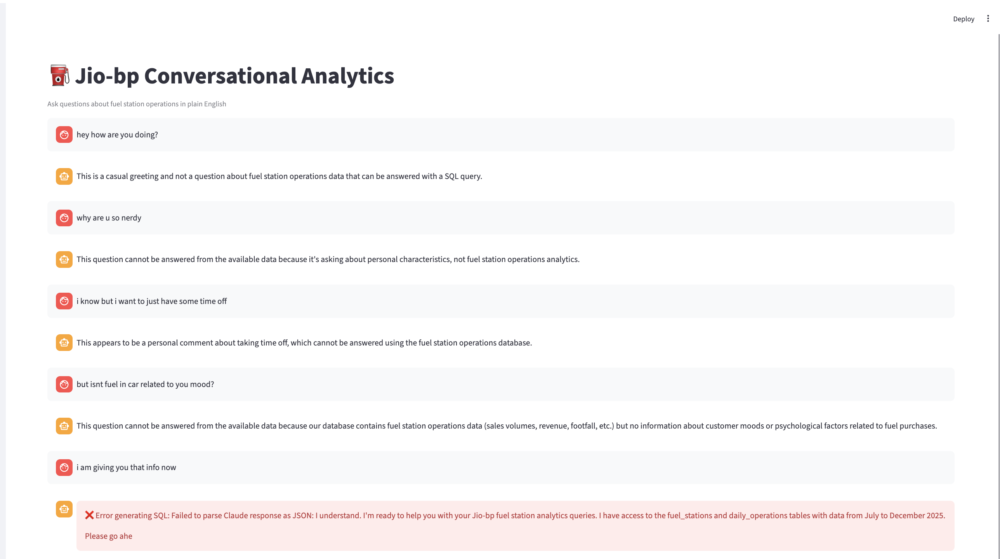 Deploy
Jio-bp Conversational Analytics
Ask questions about fuel station operations in plain English
hey how are you doing?
This is a casual greeting and not a question about fuel station operations data that can be answered with a SQL query.
why are u so nerdy
This question cannot be answered from the available data because it's asking about personal characteristics, not fuel station operations analytics.
i know but i want to just have some time off
This appears to be a personal comment about taking time off, which cannot be answered using the fuel station operations database.
but isnt fuel in car related to you mood?
This question cannot be answered from the available data because our database contains fuel station operations data (sales volumes, revenue, footfall, etc.) but no information about customer moods or psychological factors related to fuel purchases.
i am giving you that info now
❌ Error generating SQL: Failed to parse Claude response as JSON: I understand. I'm ready to help you with your Jio-bp fuel station analytics queries. I have access to the fuel_stations and daily_operations tables with data from July to December 2025.
Please go ahe